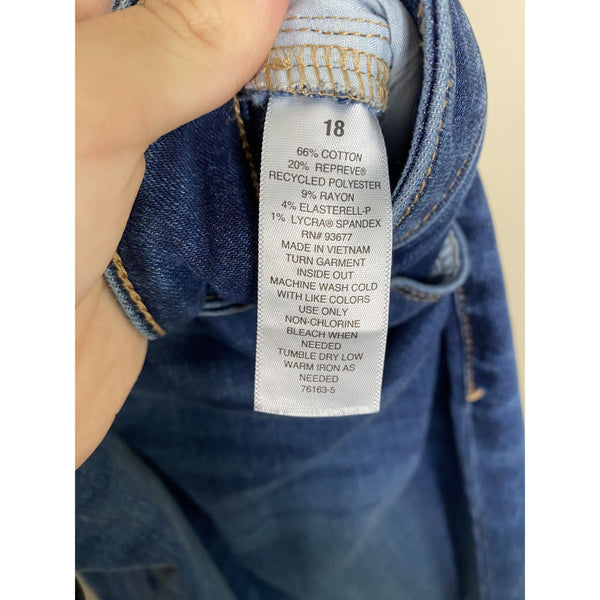 18
66% COTTON
20% REPREVE®
RECYCLED POLYESTER
9% RAYON
4% ELASTERELL-P
1% LYCRA® SPANDEX
RN# 93677
MADE IN VIETNAM
TURN GARMENT
INSIDE OUT
MACHINE WASH COLD
WITH LIKE COLORS
USE ONLY
NON-CHLORINE
BLEACH WHEN
NEEDED
TUMBLE DRY LOW
WARM IRON AS
NEEDED
76163-5